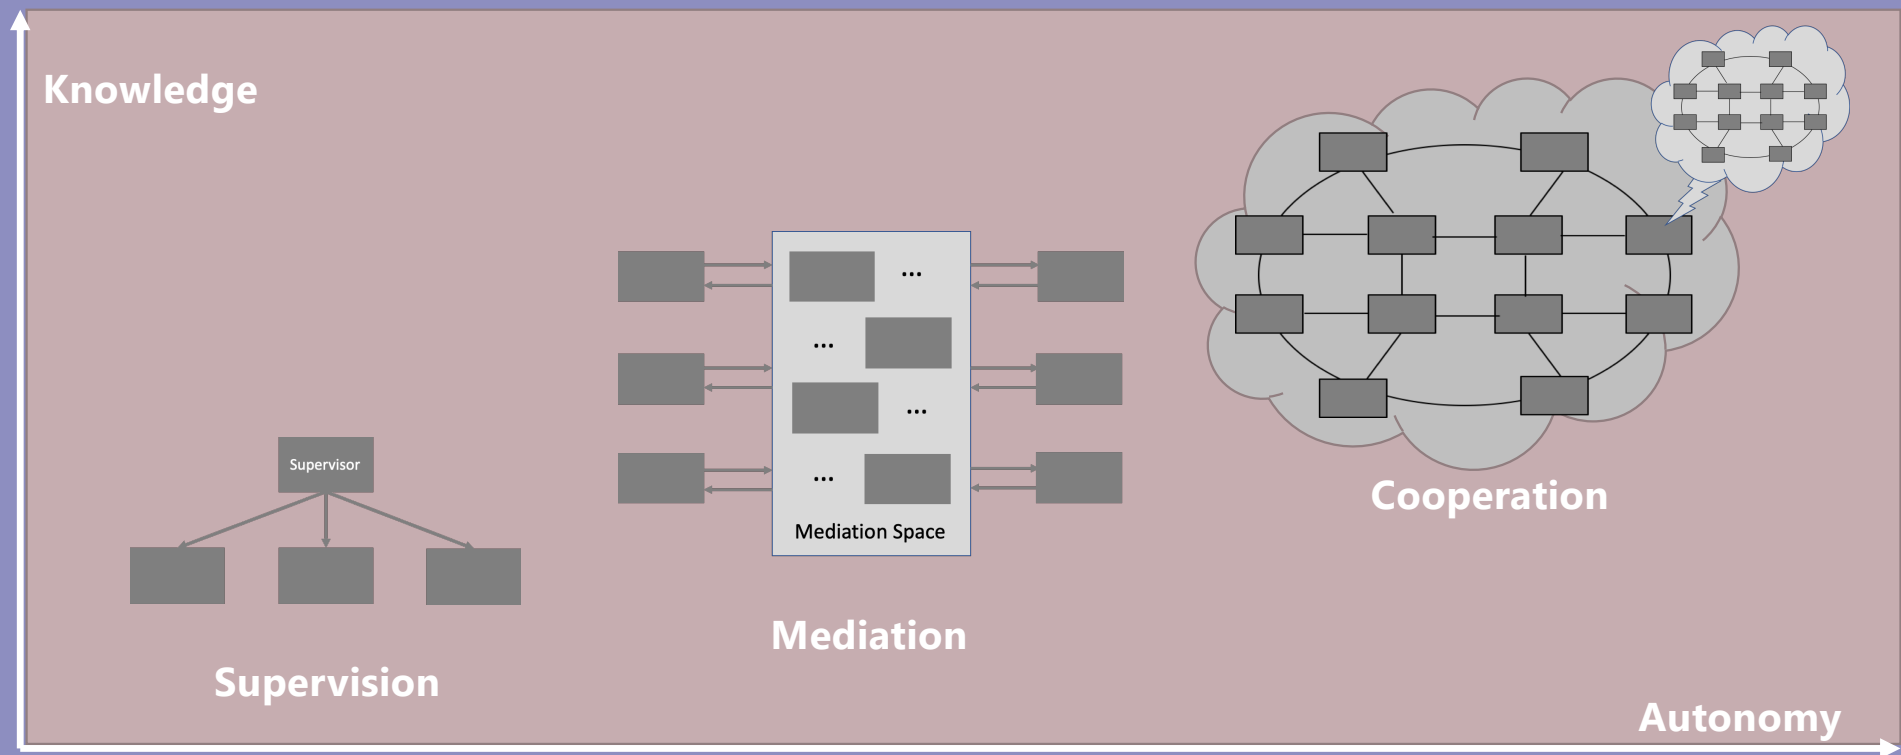 Knowledge
...
...
...
...
Supervisor
Mediation Space
Cooperation
Mediation
Supervision
Autonomy